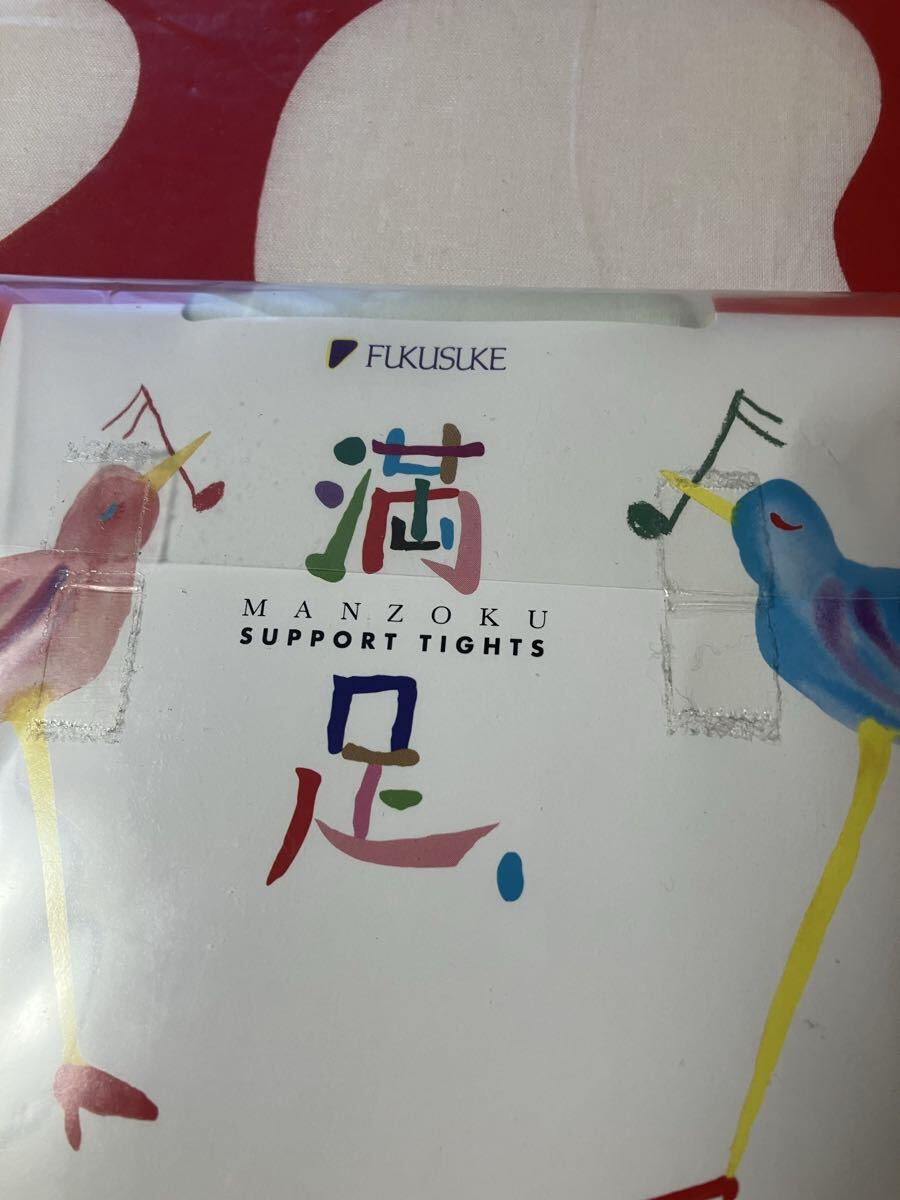 FUKUSUKE
満
MANZOKU
SUPPORT TIGHTS
足。